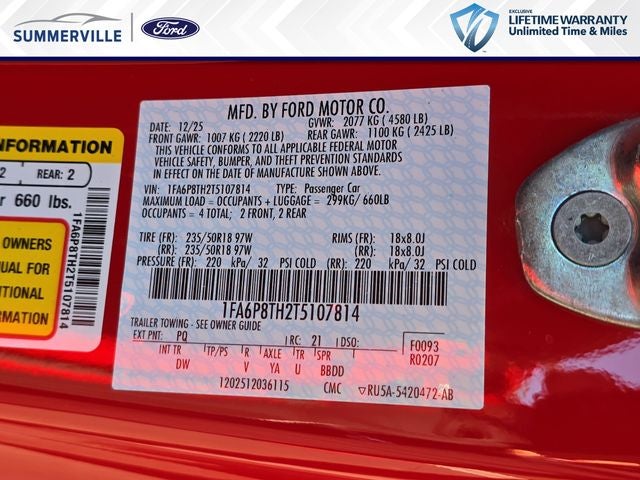 SUMMERVILLE
Ford
EXCLUSIVE
LIFETIME WARRANTY
Unlimited Time & Miles
INFORMATION
2 REAR: 2
r 660 lbs.
OWNERS
NUAL FOR
ADDITIONAL
MATION
1FA6P8TH2T5107814
MFD. BY FORD MOTOR CO.
DATE: 12/25 GVWR: 2077 KG ( 4580 LB)
FRONT GAWR: 1007 KG ( 2220 LB) REAR GAWR: 1100 KG ( 2425 LB)
THIS VEHICLE CONFORMS TO ALL APPLICABLE FEDERAL MOTOR
VEHICLE SAFETY, BUMPER, AND THEFT PREVENTION STANDARDS
IN EFFECT ON THE DATE OF MANUFACTURE SHOWN ABOVE.
VIN: 1FA6P8TH2T5107814 TYPE: Passenger Car
MAXIMUM LOAD = OCCUPANTS + LUGGAGE = 299KG/ 660LB
OCCUPANTS = 4 TOTAL; 2 FRONT, 2 REAR
TIRE (FR) 235/50R18 97W RIMS (FR) 18x8.0J
(RR) 235/50R18 97W (RR) 18x8.0J
PRESSURE (FR) 220 kPa/ 32 PSI COLD (RR) 220 kPa/ 32 PSI COLD
1FA6P8TH2T5107814
TRAILER TOWING - SEE OWNER GUIDE
EXT PNT: PQ RC: 21 DSO: F0093
INT TR TP/PS R AXLE TR SPR R0207
DW V YA U BBDD
1202512036115 CMC ▽RU5A-5420472-AB